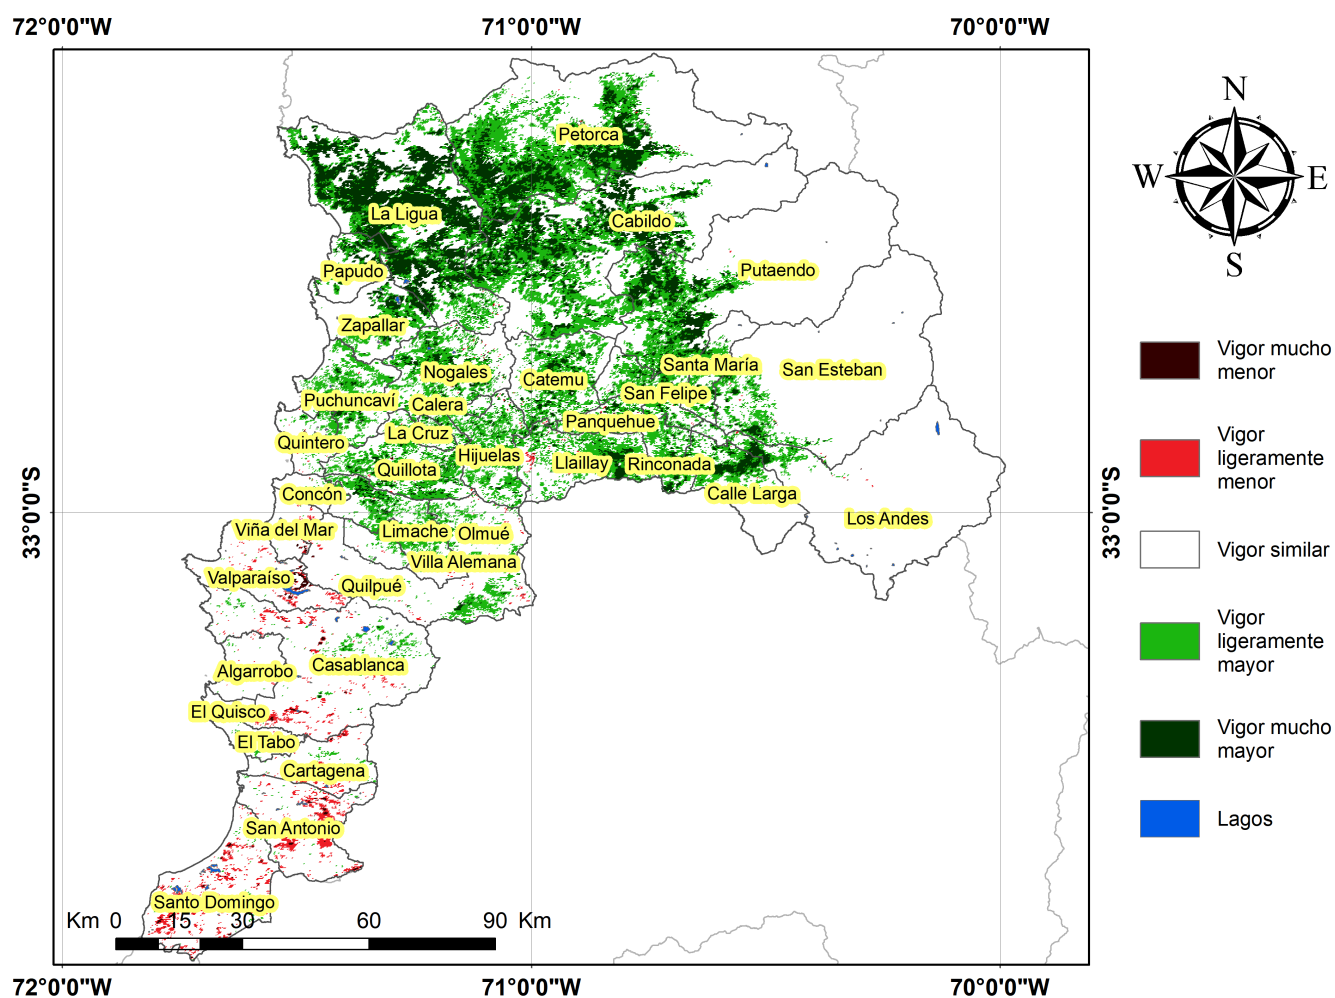 72°0'0"W
71°0'0"W
70°0'0"W
N
W
E
S
Petorca
La Ligua
Cabildo
Papudo
Putaendo
Zapallar
Nogales
Catemu
Santa María
San Esteban
San Felipe
Puchuncaví
Calera
Panquehue
La Cruz
Quintero
Hijuelas
Quillota
Llaillay
Rinconada
Concón
Calle Larga
Los Andes
Viña del Mar
Limache
Olmué
Villa Alemana
Valparaíso
Quilpué
Casablanca
Algarrobo
El Quisco
El Tabo
Cartagena
San Antonio
Santo Domingo
33°0'0"S
33°0'0"S
Vigor mucho
menor
Vigor
ligeramente
menor
Vigor similar
Vigor
ligeramente
mayor
Vigor mucho
mayor
Lagos
Km 0 15 30 60 90 Km
72°0'0"W
71°0'0"W
70°0'0"W